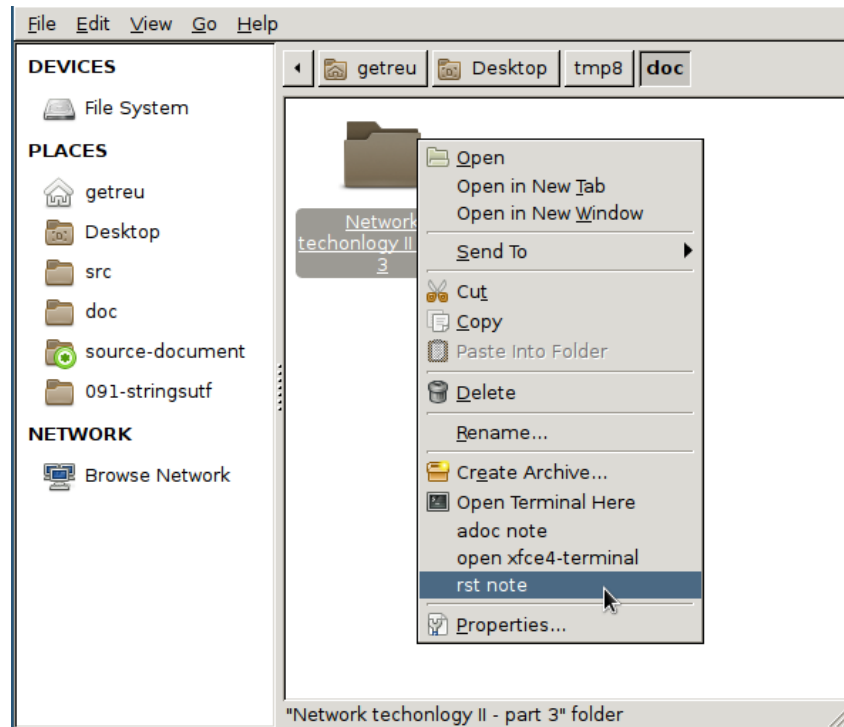 File Edit View Go Help
DEVICES
File System
PLACES
getreu
Desktop
src
doc
source-document
091-stringsutf
NETWORK
Browse Network
getreu Desktop tmp8 doc
Network
techonlogy II
3
Open
Open in New Tab
Open in New Window
Send To
Cut
Copy
Paste Into Folder
Delete
Rename...
Create Archive...
Open Terminal Here
adoc note
open xfce4-terminal
rst note
Properties...
"Network techonlogy II - part 3" folder